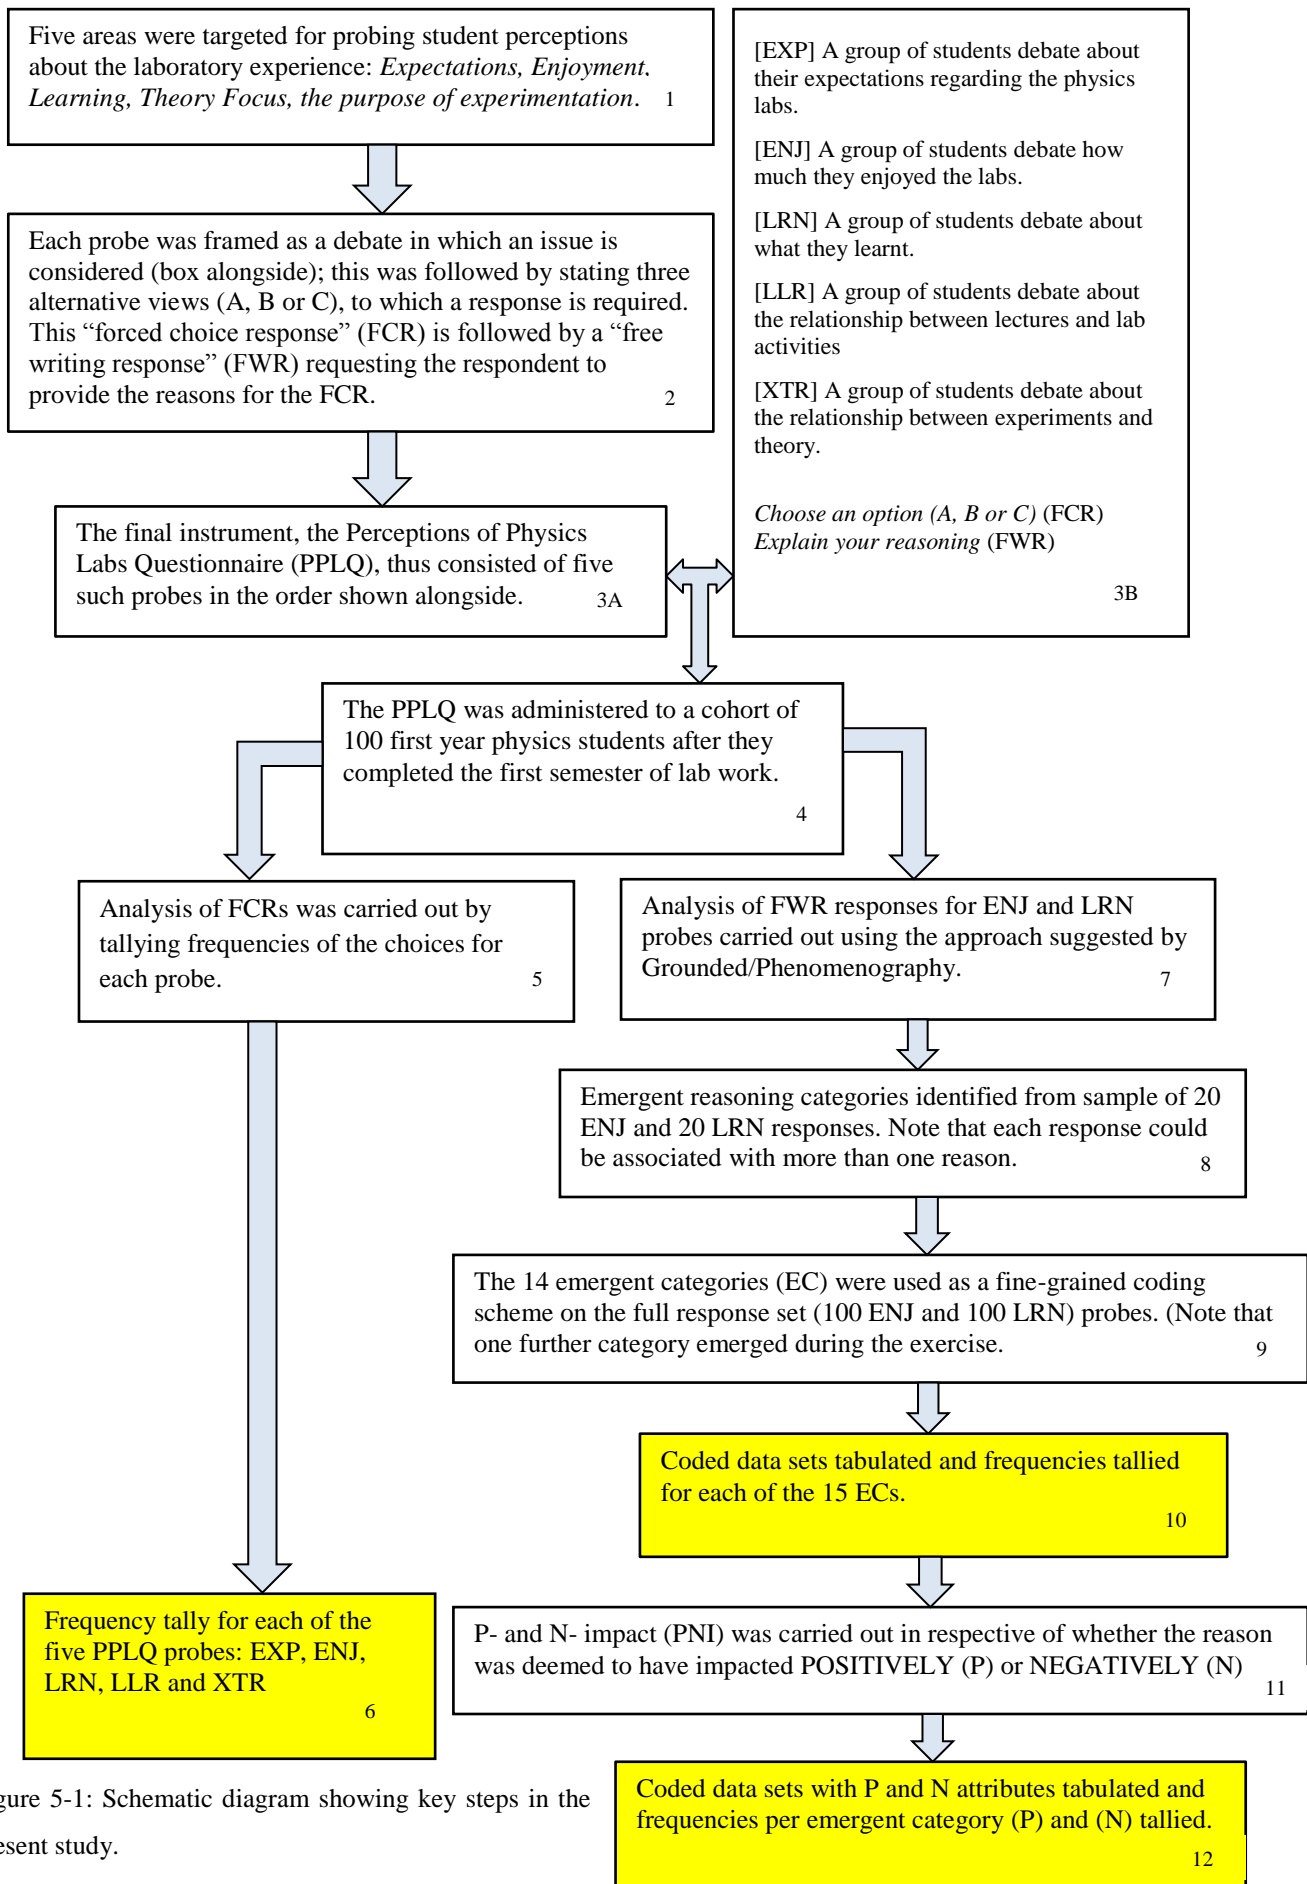 Five areas were targeted for probing student perceptions
about the laboratory experience: Expectations, Enjoyment.
Learning, Theory Focus, the purpose of experimentation. 1
Each probe was framed as a debate in which an issue is
considered (box alongside); this was followed by stating three
alternative views (A, B or C), to which a response is required.
This “forced choice response” (FCR) is followed by a “free
writing response” (FWR) requesting the respondent to
provide the reasons for the FCR. 2
The final instrument, the Perceptions of Physics
Labs Questionnaire (PPLQ), thus consisted of five
such probes in the order shown alongside. 3A
[EXP] A group of students debate about
their expectations regarding the physics
labs.
[ENJ] A group of students debate how
much they enjoyed the labs.
[LRN] A group of students debate about
what they learnt.
[LLR] A group of students debate about
the relationship between lectures and lab
activities
[XTR] A group of students debate about
the relationship between experiments and
theory.
Choose an option (A, B or C) (FCR)
Explain your reasoning (FWR)
3B
The PPLQ was administered to a cohort of
100 first year physics students after they
completed the first semester of lab work.
4
Analysis of FCRs was carried out by
tallying frequencies of the choices for
each probe. 5
Frequency tally for each of the
five PPLQ probes: EXP, ENJ,
LRN, LLR and XTR
6
Analysis of FWR responses for ENJ and LRN
probes carried out using the approach suggested by
Grounded/Phenomenography. 7
Emergent reasoning categories identified from sample of 20
ENJ and 20 LRN responses. Note that each response could
be associated with more than one reason. 8
The 14 emergent categories (EC) were used as a fine-grained coding
scheme on the full response set (100 ENJ and 100 LRN) probes. (Note that
one further category emerged during the exercise. 9
Coded data sets tabulated and frequencies tallied
for each of the 15 ECs.
10
P- and N- impact (PNI) was carried out in respective of whether the reason
was deemed to have impacted POSITIVELY (P) or NEGATIVELY (N)
11
Coded data sets with P and N attributes tabulated and
frequencies per emergent category (P) and (N) tallied.
12
gure 5-1: Schematic diagram showing key steps in the
esent study.